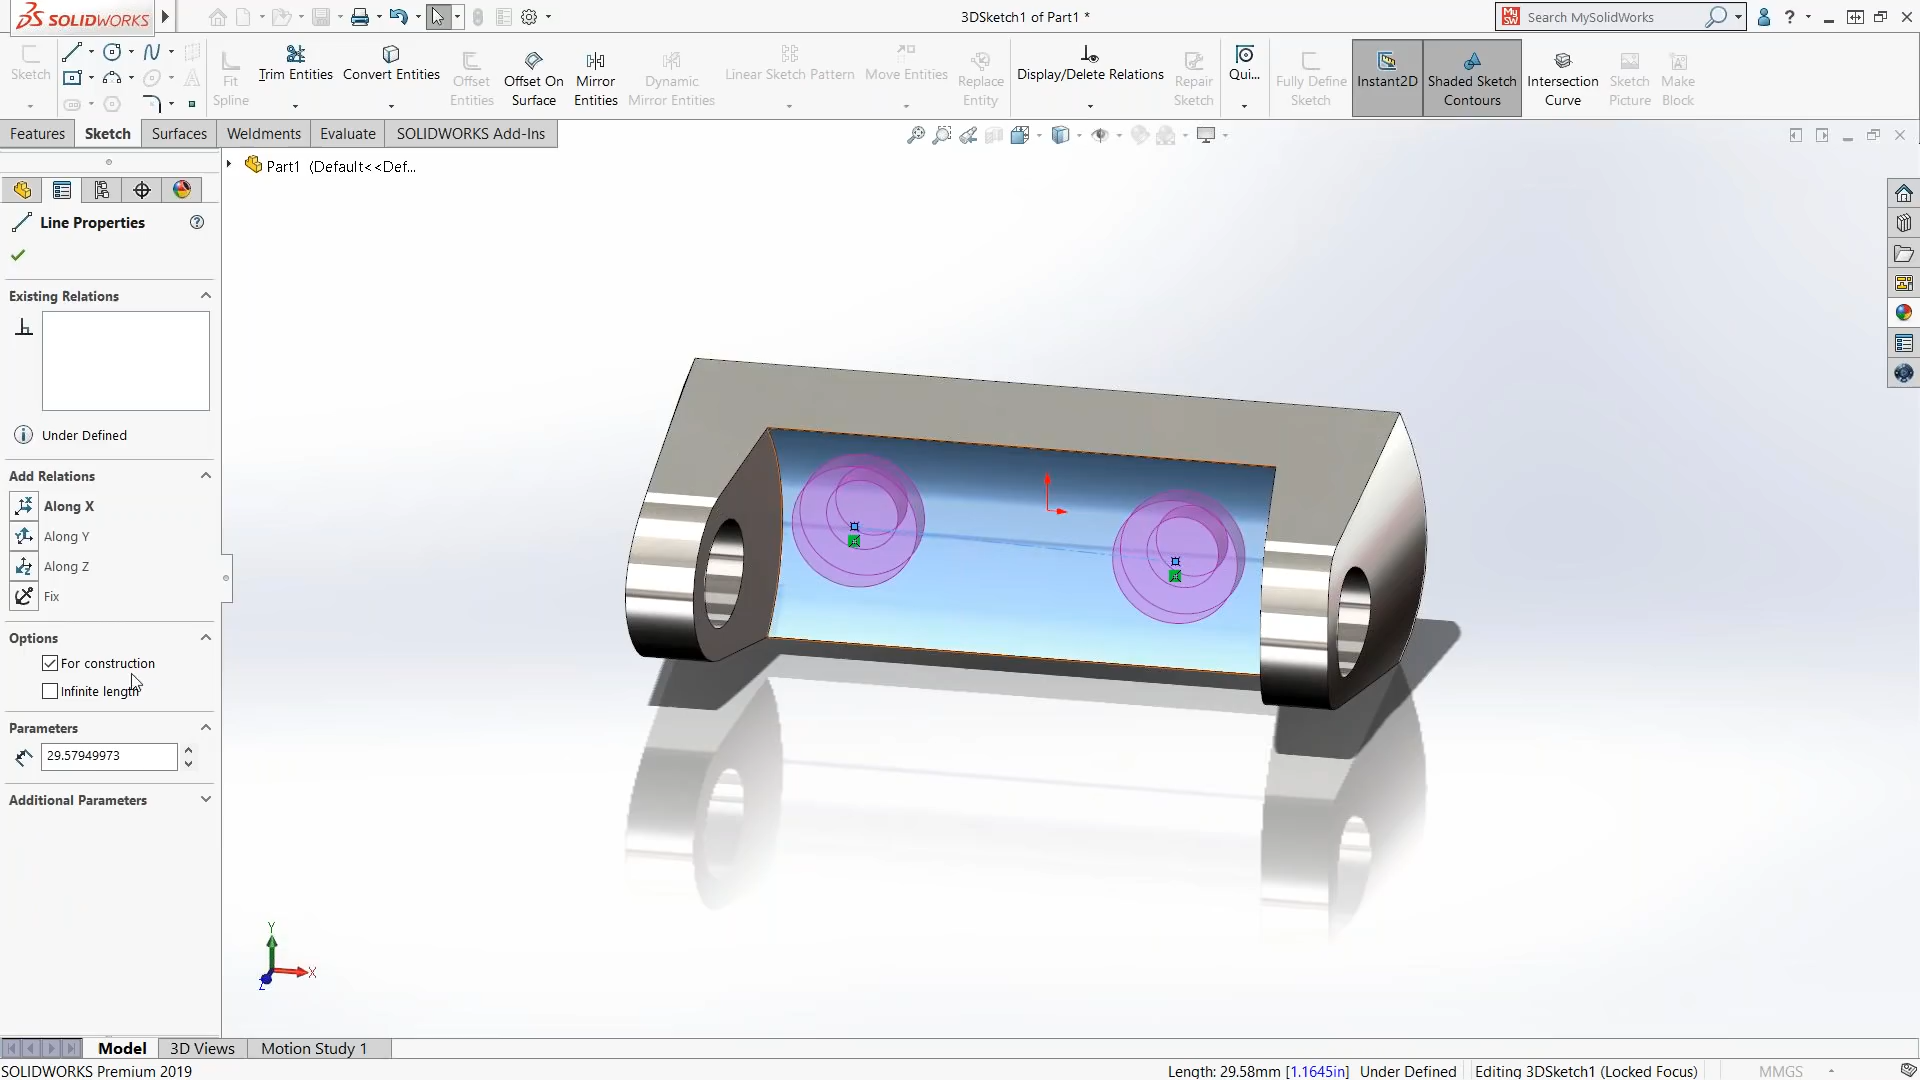 SOLIDWORKS
3DSketch1 of Part1 *
Search MySolidWorks
Sketch
Fit
Spline
Trim Entities
Convert Entities
Offset
Entities
Offset On
Surface
Mirror
Entities
Dynamic
Mirror Entities
Linear Sketch Pattern
Move Entities
Replace
Entity
Display/Delete Relations
Repair
Sketch
Qui...
Fully Define
Sketch
Instant2D
Shaded Sketch
Contours
Intersection
Curve
Sketch
Picture
Make
Block
Features
Sketch
Surfaces
Weldments
Evaluate
SOLIDWORKS Add-Ins
Part1 (Default<<Def...
Line Properties
Existing Relations
Under Defined
Add Relations
Along X
Along Y
Along Z
Fix
Options
For construction
Infinite length
Parameters
29.57949973
Additional Parameters
Y
X
Z
Model
3D Views
Motion Study 1
SOLIDWORKS Premium 2019
Length: 29.58mm [1.1645in]
Under Defined
Editing 3DSketch1 (Locked Focus)
MMGS